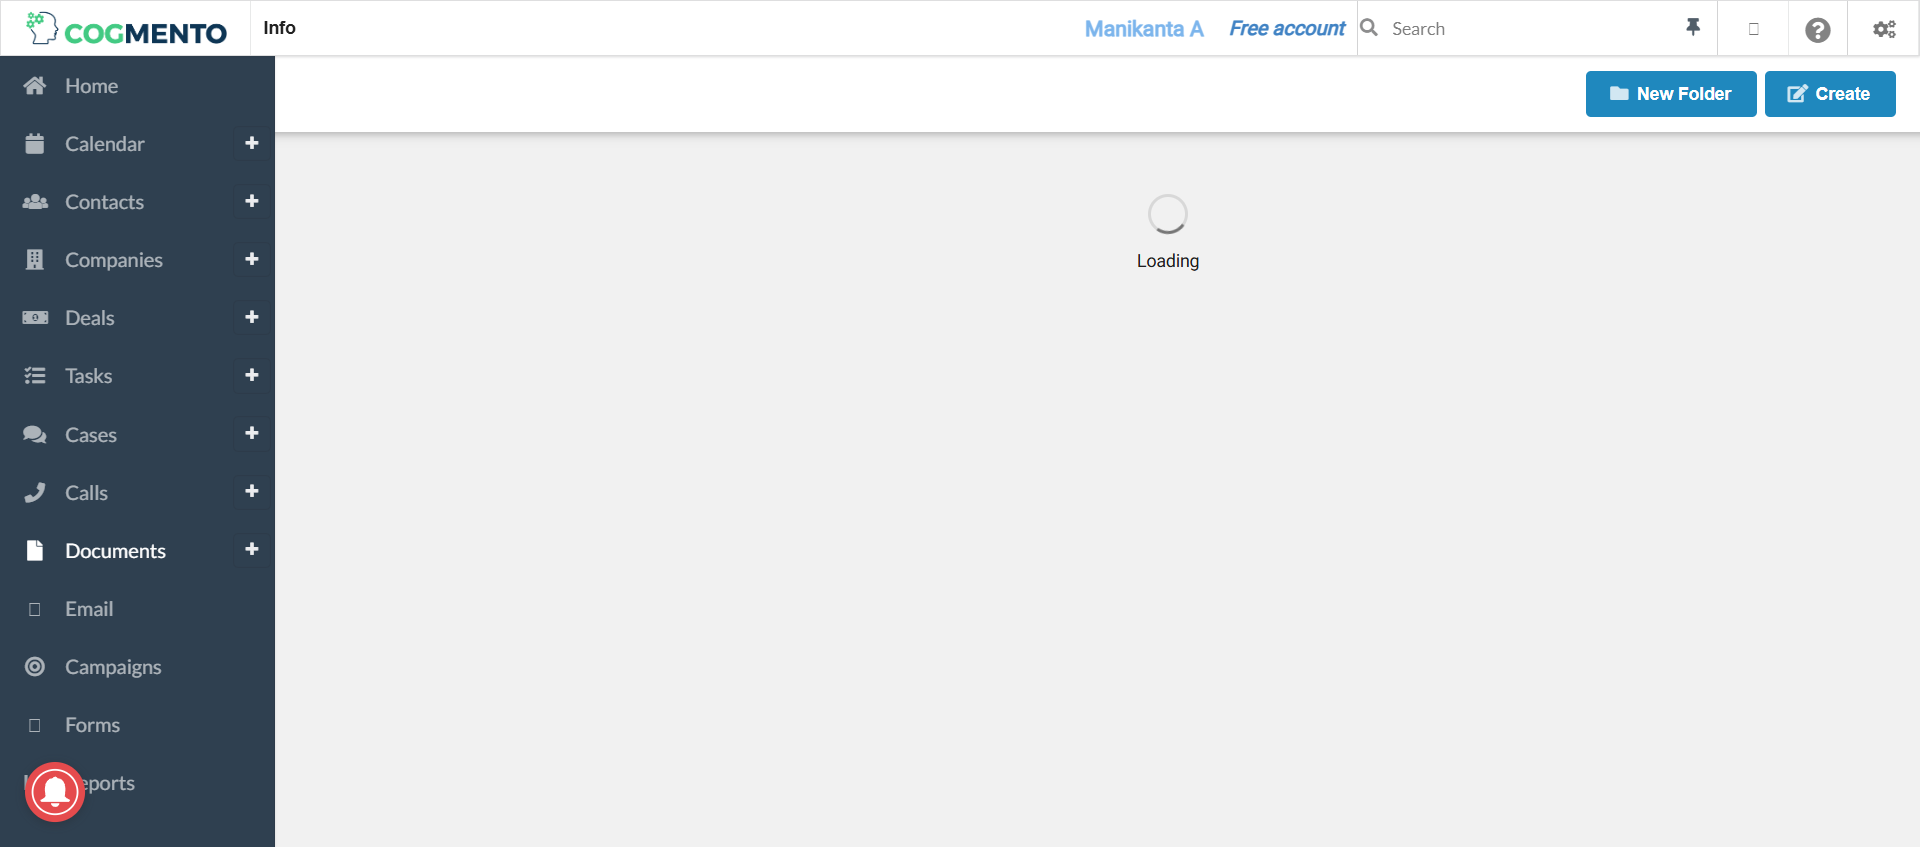 COGMENTO
Info
Manikanta A
Free account
Search
New Folder
Create
Home
Calendar
Contacts
Companies
Deals
Tasks
Cases
Calls
Documents
Email
Campaigns
Forms
eports
Loading